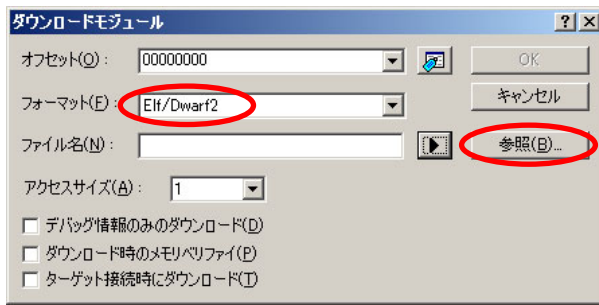 ダウンロードモジュール
オフセット(O): 00000000 OK
フォーマット(F): Elf/Dwarf2 キャンセル
ファイル名(N): 参照(B)...
アクセスサイズ(A): 1
デバッグ情報のみのダウンロード(D)
ダウンロード時のメモリベリファイ(P)
ターゲット接続時にダウンロード(T)